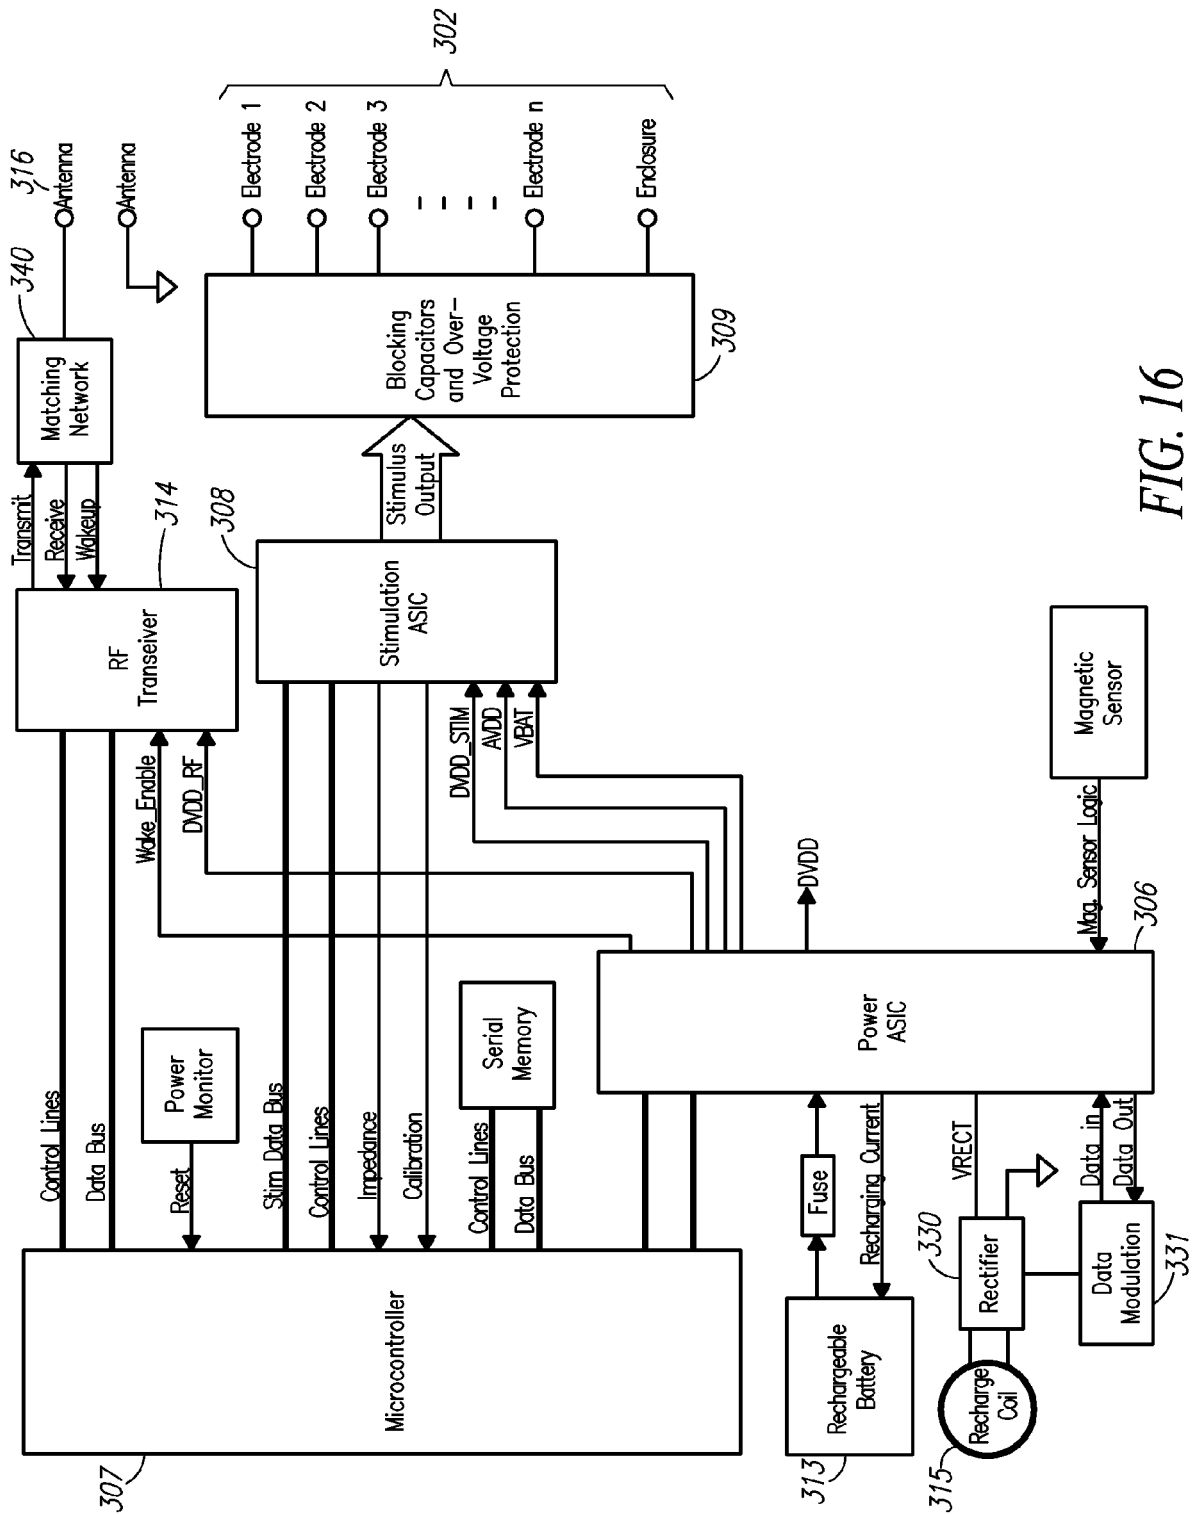 302
316
Antenna
Antenna
Electrode 1
Electrode 2
Electrode 3
Electrode n
Enclosure
340
Matching
Network
Blocking
Capacitors
and Over-
Voltage
Protection
309
Transmit
Receive
Wakeup
314
308
Stimulus
Output
RF
Transeiver
Stimulation
ASIC
Magnetic
Sensor
Wake_Enable
DVDD_RF
DVDD_STIM
AVDD
VBAT
DVDD
Mag. Sensor Logic
306
Power
Monitor
Serial
Memory
Power
ASIC
Control Lines
Data Bus
Reset
Stim Data Bus
Control Lines
Impedance
Calibration
Control Lines
Data Bus
Fuse
Recharging Current
VRECT
Data in
Data Out
330
Rectifier
Data
Modulation
331
Microcontroller
307
Rechargeable
Battery
313
Recharge
Coil
315
FIG. 16